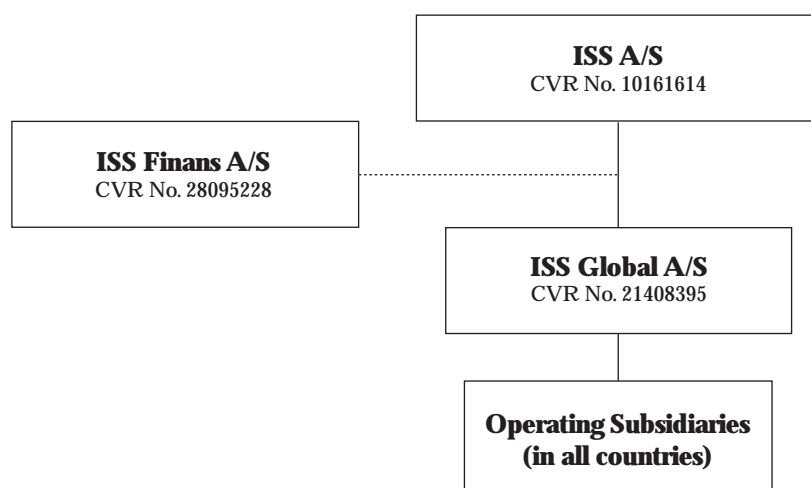 ISS A/S
CVR No. 10161614
ISS Finans A/S
CVR No. 28095228
ISS Global A/S
CVR No. 21408395
Operating Subsidiaries
(in all countries)